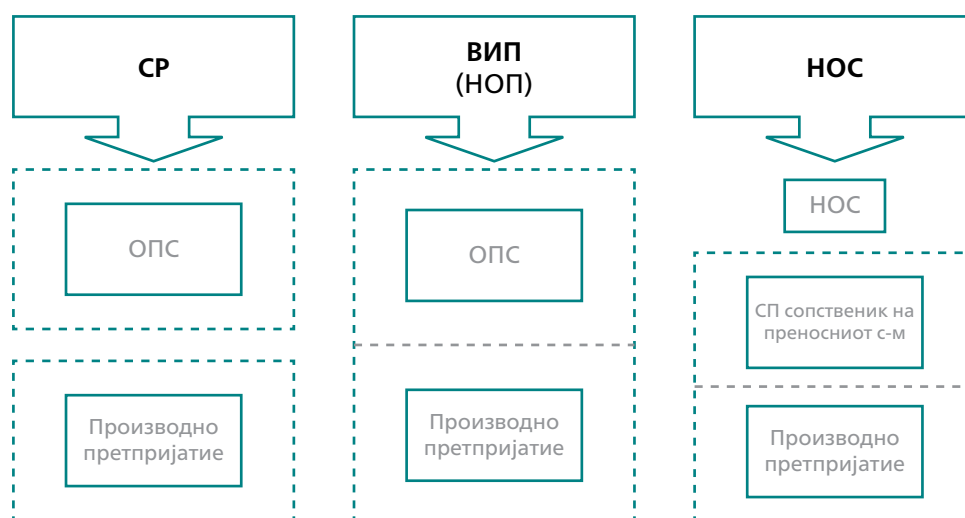 СР
ОПС
Производно
претпријатие
ВИП
(НОП)
ОПС
Производно
претпријатие
НОС
НОС
СП сопственик на
преносниот с-м
Производно
претпријатие